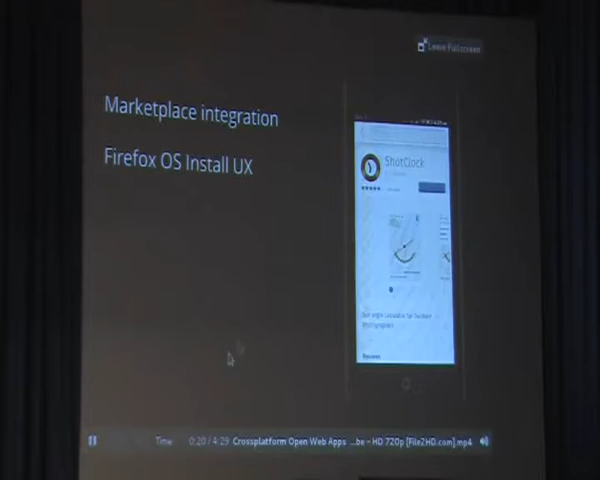 Leave Fullscreen
Marketplace integration
Firefox OS Install UX
ShotClock
Time 0:20 / 4:29 Crossplatform Open Web Apps ...be – HD 720p [File2HD.com].mp4